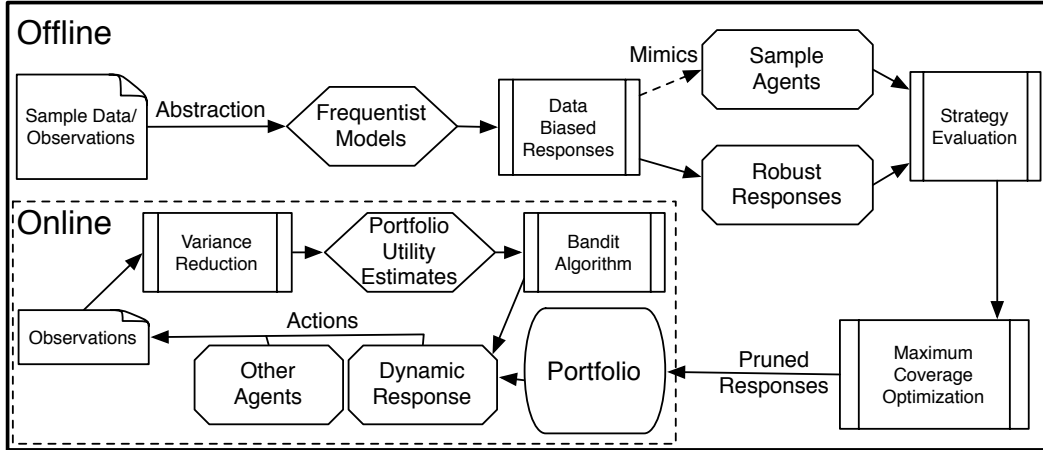 Offline
Sample Data/
Observations
Abstraction
Frequentist
Models
Data
Biased
Responses
Mimics
Sample
Agents
Robust
Responses
Strategy
Evaluation
Online
Variance
Reduction
Portfolio
Utility
Estimates
Bandit
Algorithm
Observations
Actions
Other
Agents
Dynamic
Response
Portfolio
Pruned
Responses
Maximum
Coverage
Optimization